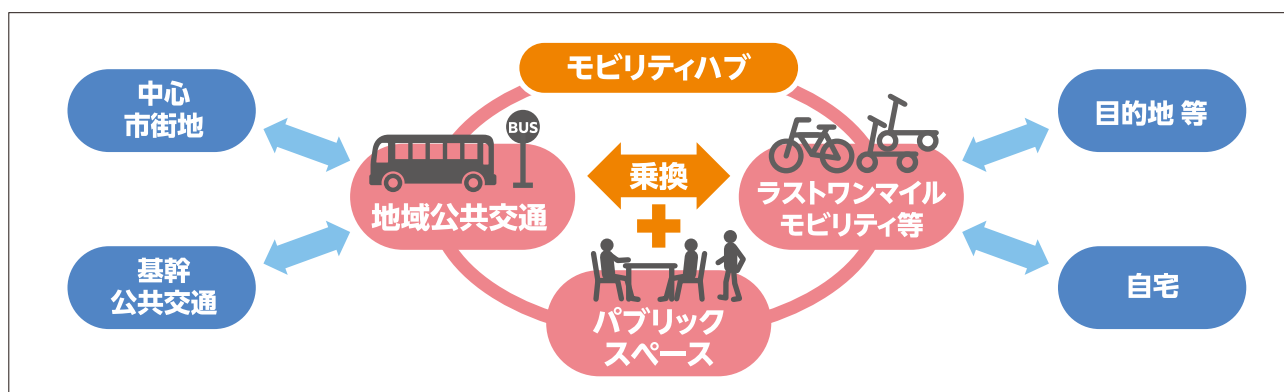 モビリティハブ
中心
市街地
BUS
地域公共交通
乗換
ラストワンマイル
モビリティ等
目的地 等
基幹
公共交通
パブリック
スペース
自宅